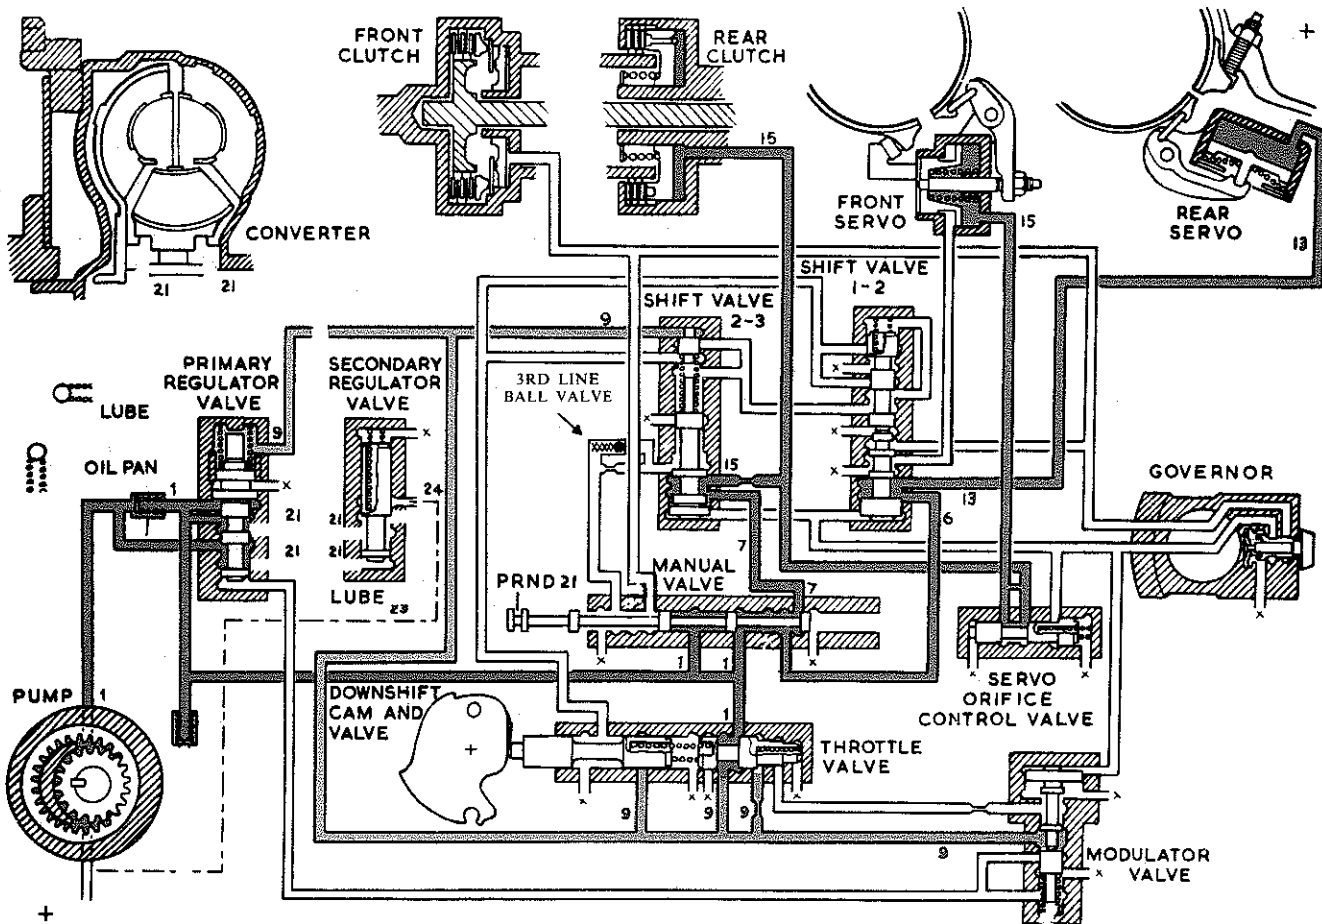 FRONT
CLUTCH
REAR
CLUTCH
+
15
FRONT
SERVO
15
REAR
SERVO
13
CONVERTER
21
21
SHIFT VALVE
1-2
SHIFT VALVE
2-3
9
PRIMARY
REGULATOR
VALVE
SECONDARY
REGULATOR
VALVE
3RD LINE
BALL VALVE
LUBE
9
OIL PAN
1
15
13
GOVERNOR
24
21
21
21
21
6
7
MANUAL
VALVE
PRND 21
7
LUBE 23
1
1
PUMP
1
DOWNSHIFT
CAM AND
VALVE
SERVO
ORIFICE
CONTROL VALVE
1
THROTTLE
VALVE
9
9
9
9
MODULATOR
VALVE
+